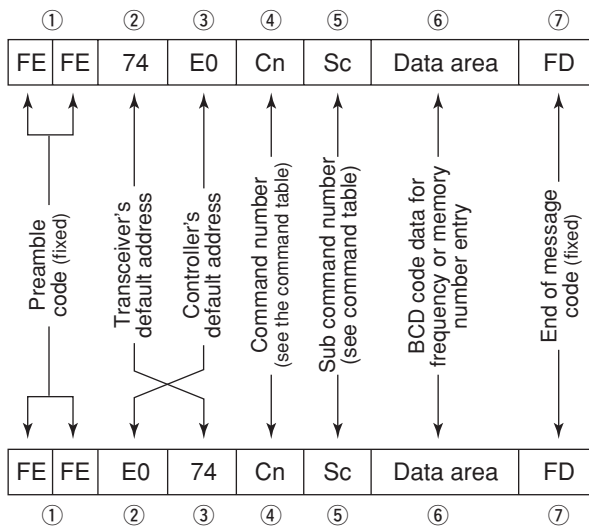 ① ② ③ ④ ⑤ ⑥ ⑦
FE FE 74 E0 Cn Sc Data area FD
Preamble
code (fixed)
Transceiver's
default address
Controller's
default address
Command number
(see the command table)
Sub command number
(see command table)
BCD code data for
frequency or memory
number entry
End of message
code (fixed)
FE FE E0 74 Cn Sc Data area FD
① ② ③ ④ ⑤ ⑥ ⑦